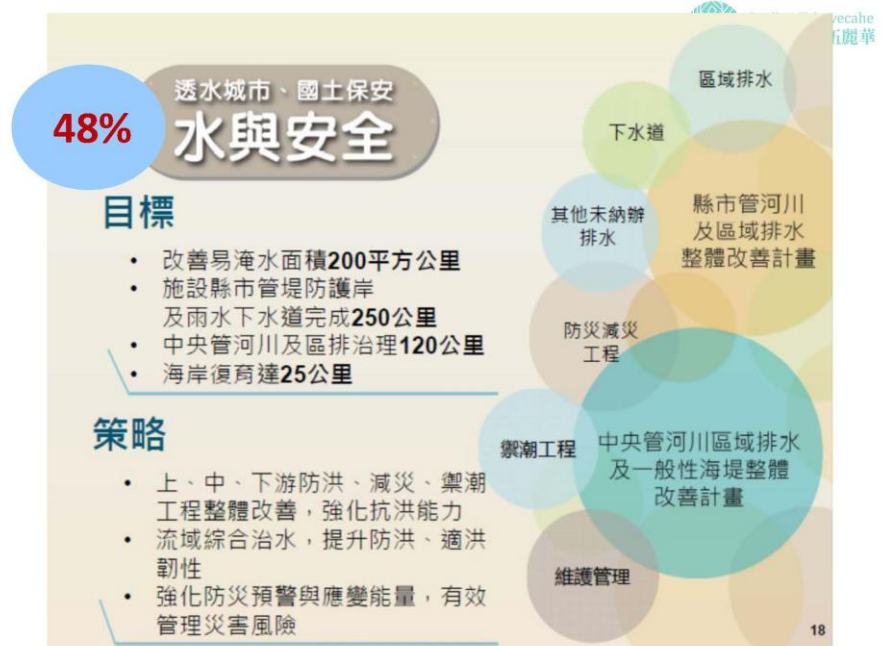 vecahe
伍麗華
48%
透水城市、國土保安
水與安全
目標
• 改善易淹水面積200平方公里
• 施設縣市管堤防護岸
及雨水下水道完成250公里
• 中央管河川及區排治理120公里
• 海岸復育達25公里
策略
• 上、中、下游防洪、減災、禦潮
工程整體改善，強化抗洪能力
• 流域綜合治水，提升防洪、適洪
韌性
• 強化防災預警與應變能量，有效
管理災害風險
區域排水
下水道
其他未納辦
排水
縣市管河川
及區域排水
整體改善計畫
防災減災
工程
禦潮工程
中央管河川區域排水
及一般性海堤整體
改善計畫
維護管理
18